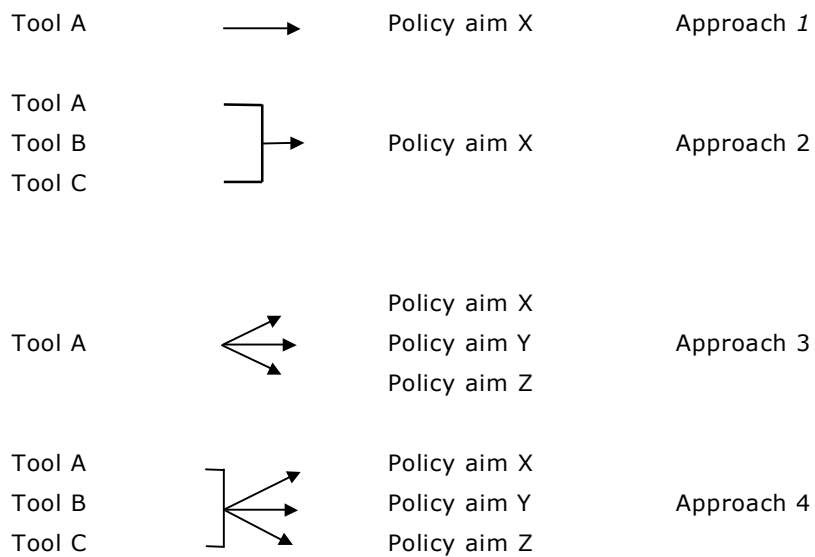 Tool A Policy aim X Approach 1
Tool A
Tool B Policy aim X Approach 2
Tool C
Policy aim X
Tool A Policy aim Y Approach 3
Policy aim Z
Tool A Policy aim X
Tool B Policy aim Y Approach 4
Tool C Policy aim Z